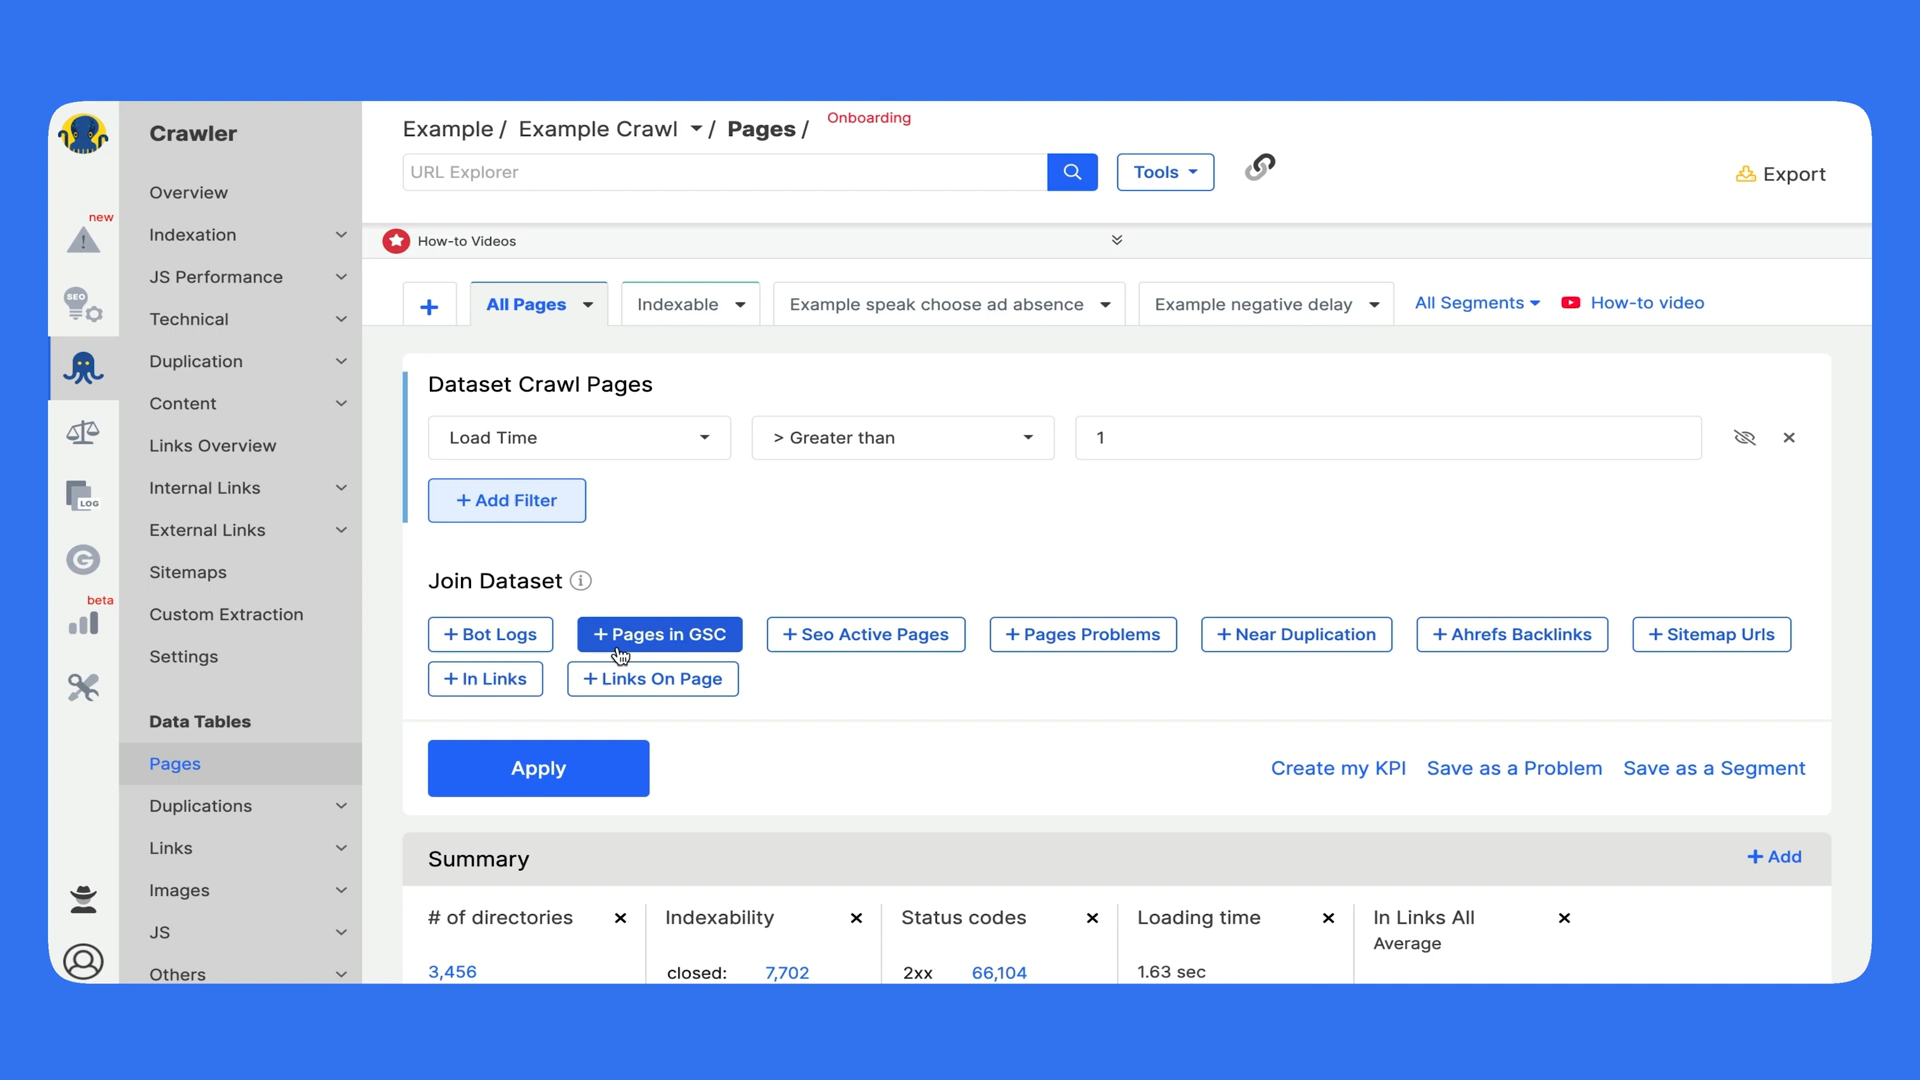 Crawler
Overview
new
Indexation
JS Performance
SEO
Technical
Duplication
Content
Links Overview
Internal Links
LOG
External Links
Sitemaps
beta
Custom Extraction
Settings
Data Tables
Pages
Duplications
Links
Images
JS
Others
Example / Example Crawl / Pages / Onboarding
URL Explorer
Tools
Export
How-to Videos
+ All Pages Indexable Example speak choose ad absence Example negative delay All Segments How-to video
Dataset Crawl Pages
Load Time > Greater than 1
+ Add Filter
Join Dataset i
+ Bot Logs + Pages in GSC + Seo Active Pages + Pages Problems + Near Duplication + Ahrefs Backlinks + Sitemap Urls
+ In Links + Links On Page
Apply Create my KPI Save as a Problem Save as a Segment
Summary + Add
# of directories Indexability Status codes Loading time In Links All
Average
3,456 closed: 7,702 2xx 66,104 1.63 sec